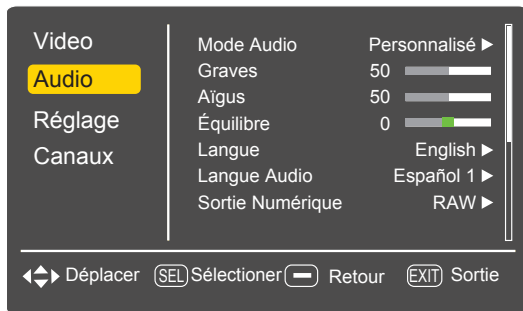 Video
Audio
Réglage
Canaux
Mode Audio Personnalisé
Graves 50
Aïgus 50
Équilibre 0
Langue English
Langue Audio Español 1
Sortie Numérique RAW
Déplacer SEL Sélectioner Retour EXIT Sortie